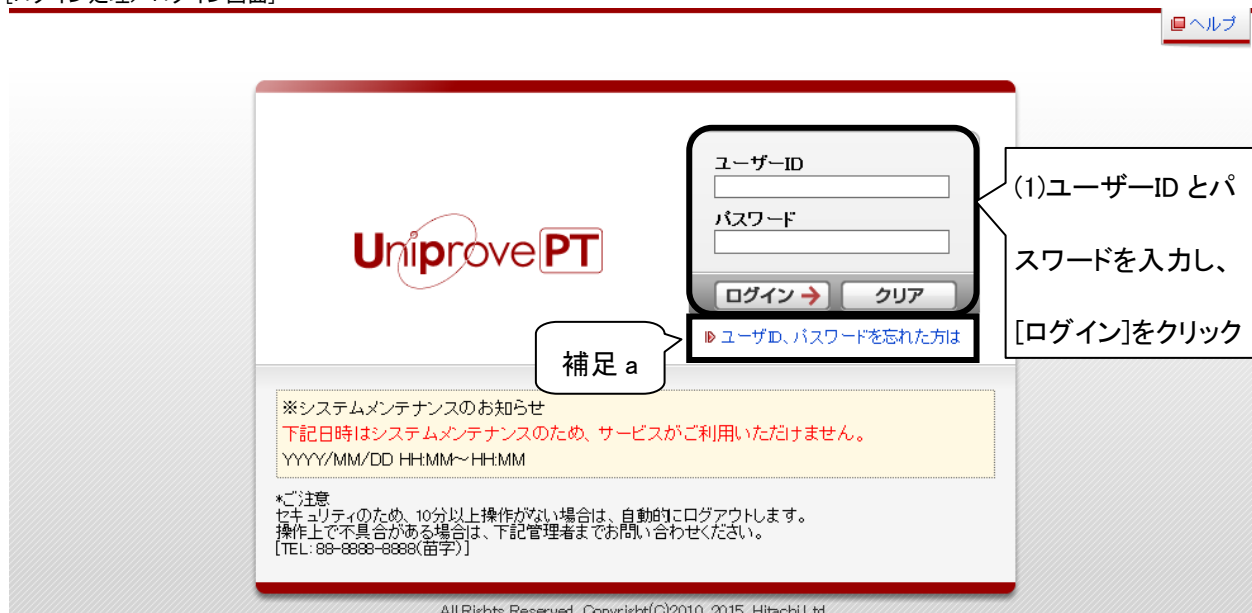 ヘルプ
ユーザーID
パスワード
UniprovePT
ログイン
クリア
ユーザID、パスワードを忘れた方は
(1)ユーザーID とパ
スワードを入力し、
[ログイン]をクリック
補足 a
※システムメンテナンスのお知らせ
下記日時はシステムメンテナンスのため、サービスがご利用いただけません。
YYYY/MM/DD HH:MM～HH:MM
*ご注意
セキュリティのため、10分以上操作がない場合は、自動的にログアウトします。
操作上で不具合がある場合は、下記管理者までお問い合わせください。
[TEL:88-8888-8888(苗字)]
All Rights Reserved, Copyright(C)2010, 2015, Hitachi Ltd